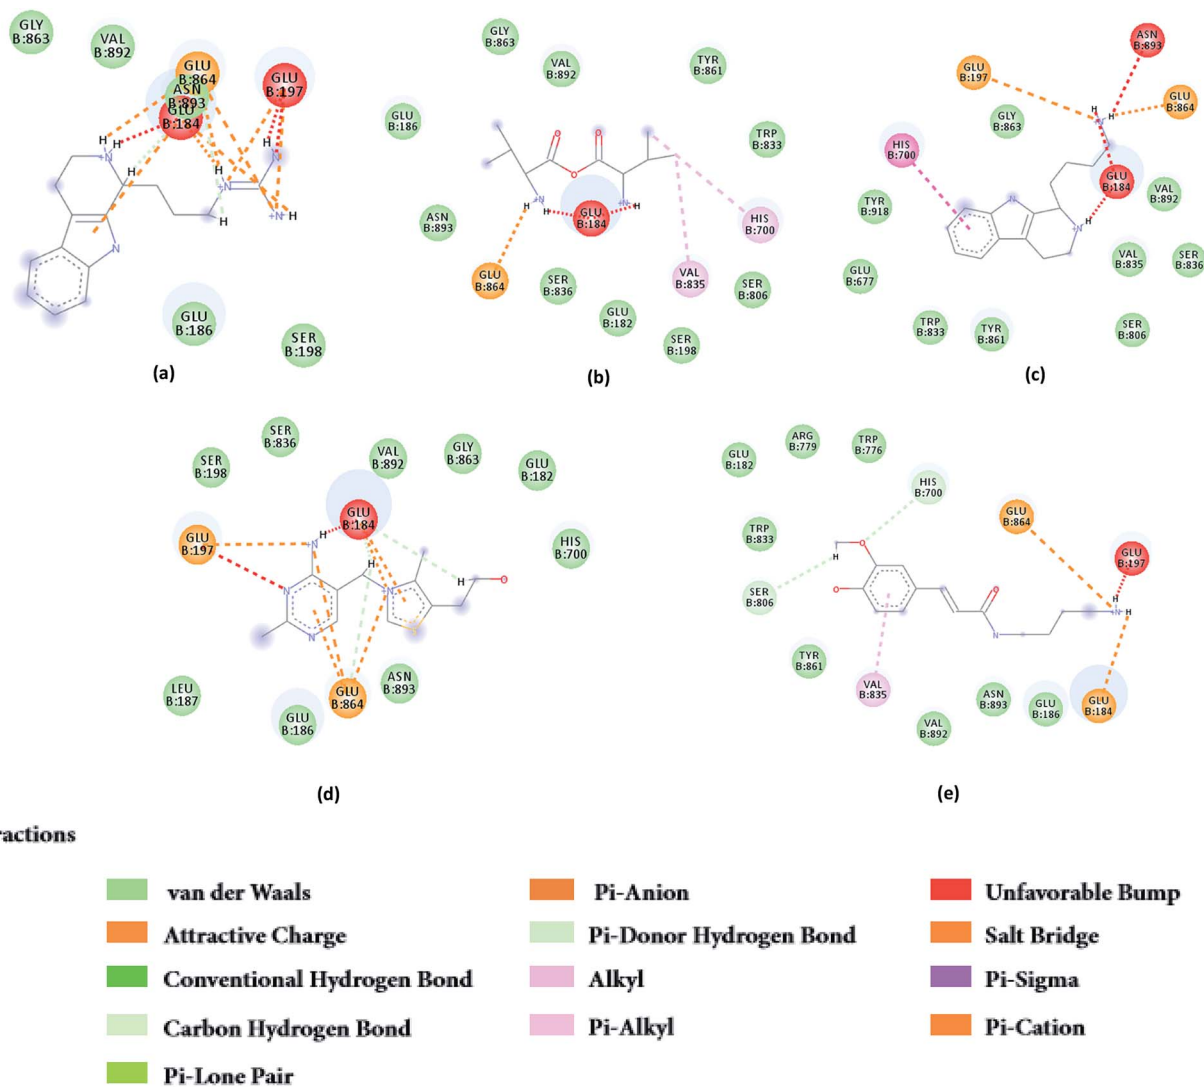 GLY
B:863
VAL
B:892
GLU
B:864
ASN
B:893
GLU
B:184
GLU
B:197
H
H
H
N
H
H
N
N
+
N
N
+
H
H
N
GLU
B:186
SER
B:198
(a)
GLY
B:863
VAL
B:892
TYR
B:861
GLU
B:186
TRP
B:833
O
O
O
ASN
B:893
H
N
H
GLU
B:184
N
H
HIS
B:700
GLU
B:864
SER
B:836
VAL
B:835
SER
B:806
GLU
B:182
SER
B:198
(b)
ASN
B:893
GLU
B:197
GLU
B:864
H
N
H
GLY
B:863
HIS
B:700
GLU
B:184
VAL
B:892
TYR
B:918
N
N
H
VAL
B:835
SER
B:836
GLU
B:677
TRP
B:833
TYR
B:861
SER
B:806
(c)
SER
B:836
SER
B:198
VAL
B:892
GLY
B:863
GLU
B:182
GLU
B:184
H
GLU
B:197
N
HIS
B:700
H
H
O
N
N
N
S
LEU
B:187
GLU
B:186
GLU
B:864
ASN
B:893
(d)
GLU
B:182
ARG
B:779
TRP
B:776
HIS
B:700
GLU
B:864
TRP
B:833
O
H
GLU
B:197
SER
B:806
O
O
H
N
H
N
TYR
B:861
VAL
B:835
VAL
B:892
ASN
B:893
GLU
B:186
GLU
B:184
(e)
ractions
van der Waals
Pi-Anion
Unfavorable Bump
Attractive Charge
Pi-Donor Hydrogen Bond
Salt Bridge
Conventional Hydrogen Bond
Alkyl
Pi-Sigma
Carbon Hydrogen Bond
Pi-Alkyl
Pi-Cation
Pi-Lone Pair